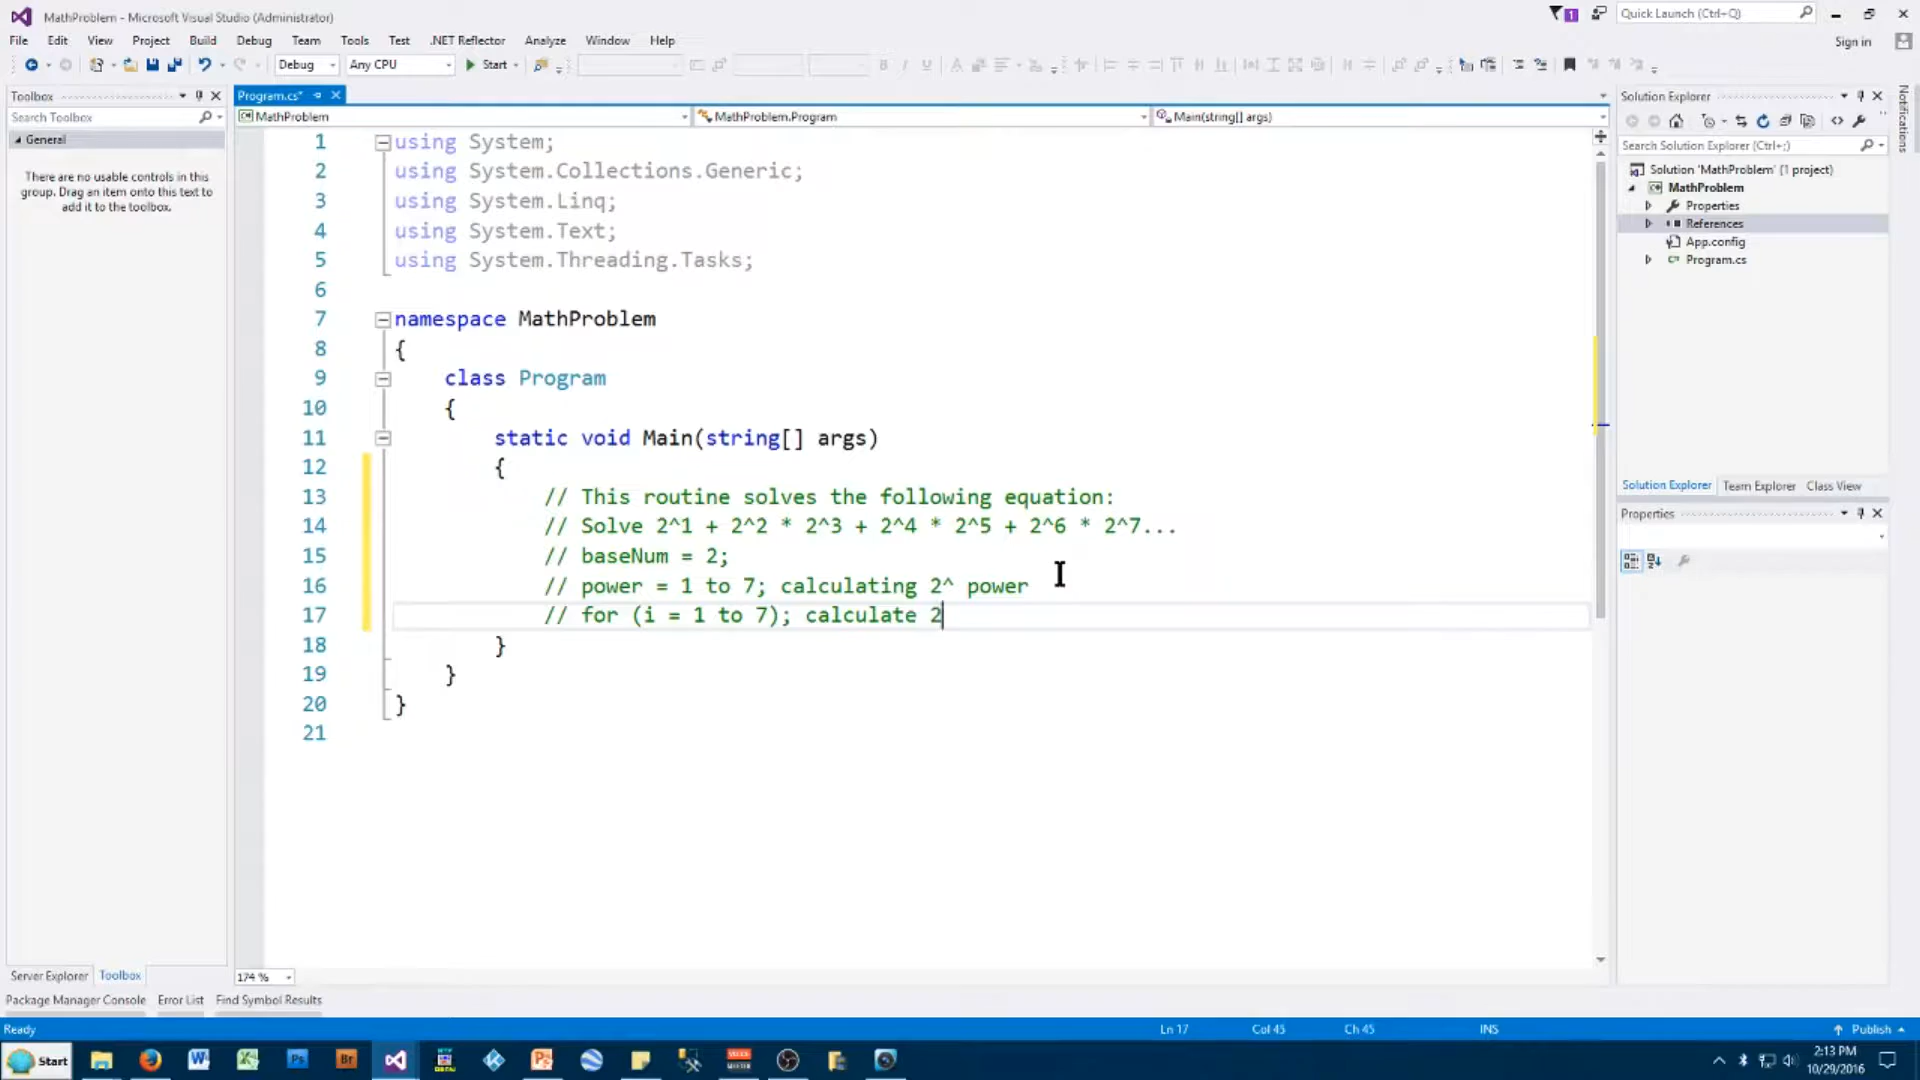 MathProblem - Microsoft Visual Studio (Administrator)
1
Quick Launch (Ctrl+Q)
File Edit View Project Build Debug Team Tools Test .NET Reflector Analyze Window Help
Sign in
Debug Any CPU Start
Toolbox
Search Toolbox
General
There are no usable controls in this
group. Drag an item onto this text to
add it to the toolbox.
Program.cs*
MathProblem MathProblem.Program Main(string[] args)
1 using System;
2 using System.Collections.Generic;
3 using System.Linq;
4 using System.Text;
5 using System.Threading.Tasks;
6
7 namespace MathProblem
8 {
9 class Program
10 {
11 static void Main(string[] args)
12 {
13 // This routine solves the following equation:
14 // Solve 2^1 + 2^2 * 2^3 + 2^4 * 2^5 + 2^6 * 2^7...
15 // baseNum = 2;
16 // power = 1 to 7; calculating 2^ power
17 // for (i = 1 to 7); calculate 2
18 }
19 }
20 }
21
174 %
Solution Explorer
Search Solution Explorer (Ctrl+;)
Solution 'MathProblem' (1 project)
MathProblem
Properties
References
App.config
Program.cs
Solution Explorer Team Explorer Class View
Properties
Notifications
Server Explorer Toolbox
Package Manager Console Error List Find Symbol Results
Ready Ln 17 Col 45 Ch 45 INS Publish
Start
2:13 PM
10/29/2016